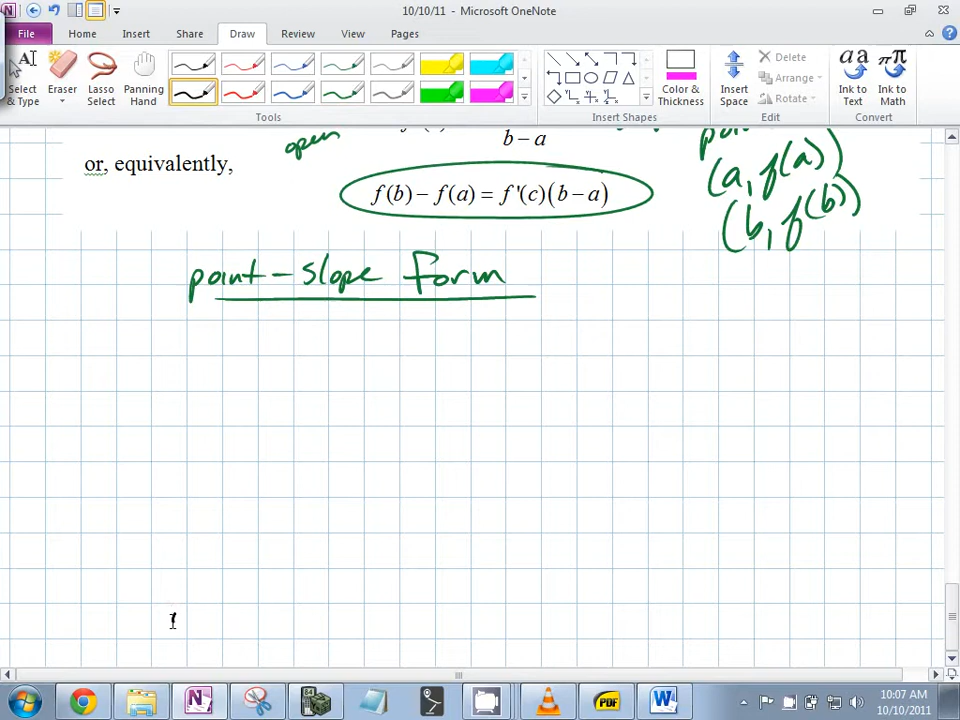 10/10/11 - Microsoft OneNote
File Home Insert Share Draw Review View Pages
Select & Type
Eraser
Lasso Select
Panning Hand
Color & Thickness
Insert Space
Delete
Arrange
Rotate
Ink to Text
Ink to Math
Tools
Insert Shapes
Edit
Convert
open
b – a
or, equivalently,
f(b) – f(a) = f'(c)(b – a)
(a, f(a))
(b, f(b))
point-slope form
10:07 AM
10/10/2011